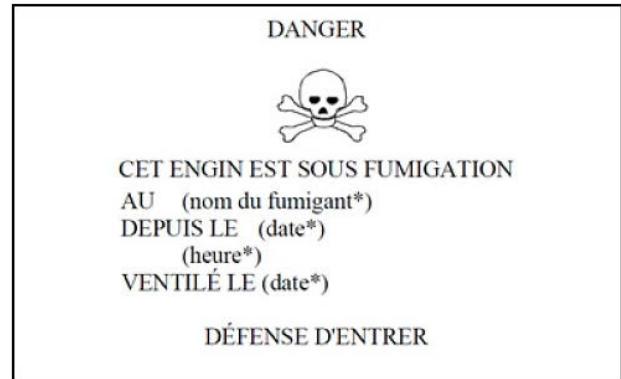 DANGER
CET ENGIN EST SOUS FUMIGATION
AU (nom du fumigant*)
DEPUIS LE (date*)
(heure*)
VENTILÉ LE (date*)
DÉFENSE D'ENTRER